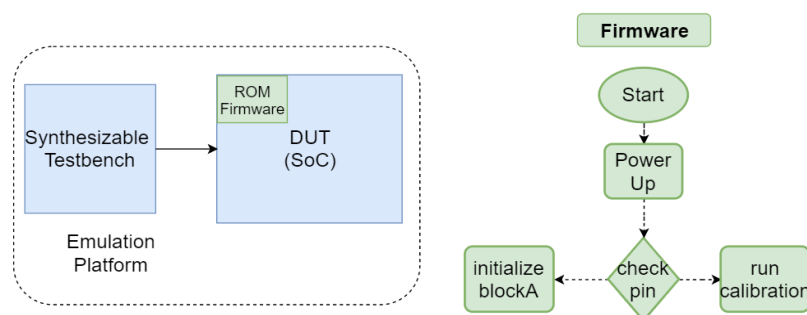 ROM
Firmware
Synthesizable
Testbench
DUT
(SoC)
Emulation
Platform
Firmware
Start
Power
Up
check
pin
initialize
blockA
run
calibration